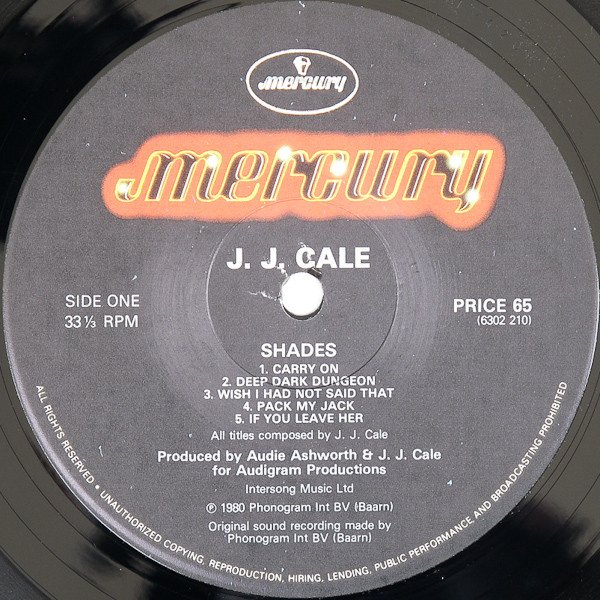 mercury
mercury
J. J. CALE
SIDE ONE
33 ⅓ RPM
PRICE 65
(6302 210)
SHADES
1. CARRY ON
2. DEEP DARK DUNGEON
3. WISH I HAD NOT SAID THAT
4. PACK MY JACK
5. IF YOU LEAVE HER
All titles composed by J. J. Cale
Produced by Audie Ashworth & J. J. Cale
for Audigram Productions
Intersong Music Ltd
℗ 1980 Phonogram Int BV (Baarn)
Original sound recording made by
Phonogram Int BV (Baarn)
ALL RIGHTS RESERVED • UNAUTHORIZED COPYING, REPRODUCTION, HIRING, LENDING, PUBLIC PERFORMANCE AND BROADCASTING PROHIBITED